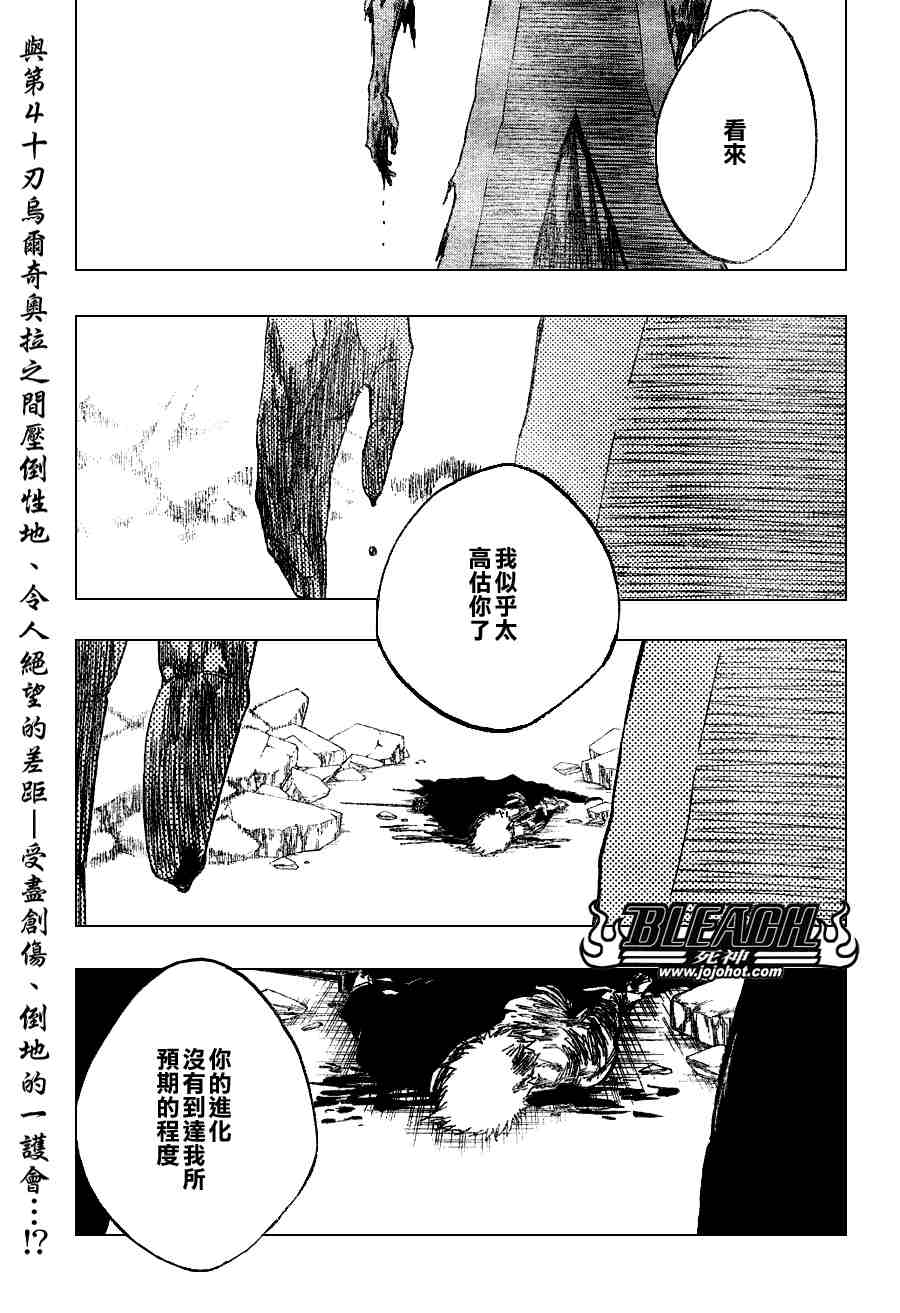 與第4十刃烏爾奇奧拉之間壓倒性地、令人絕望的差距—受盡創傷、倒地的一護會…!?
看來
我似乎太
高估你了
BLEACH
死神
www.jojohot.com
你的進化
沒有到達我所
預期的程度